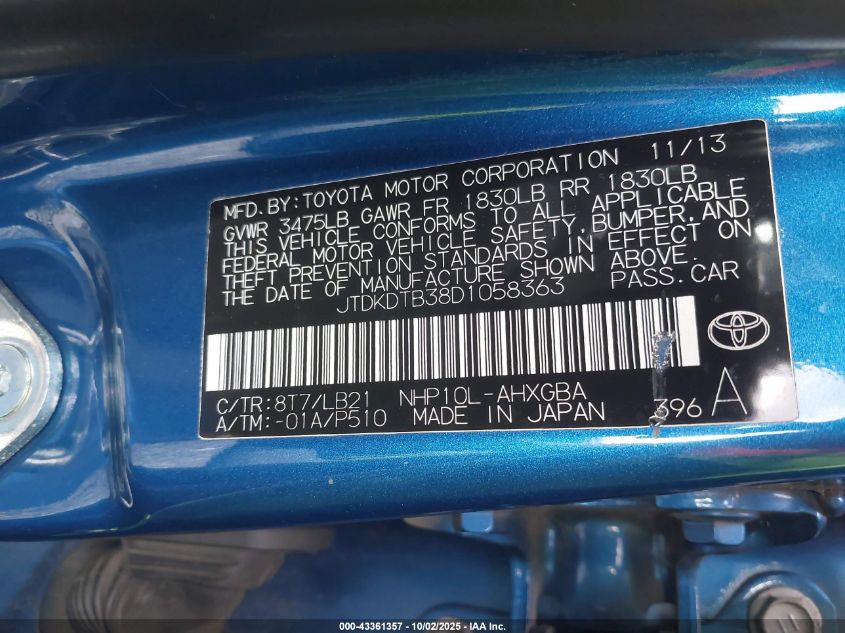 MFD.BY:TOYOTA MOTOR CORPORATION 11/13
GVWR 3475LB GAWR FR 1830LB RR 1830LB
THIS VEHICLE CONFORMS TO ALL APPLICABLE
FEDERAL MOTOR VEHICLE SAFETY,BUMPER,AND
THEFT PREVENTION STANDARDS IN EFFECT ON
THE DATE OF MANUFACTURE SHOWN ABOVE.
JTDKDTB38D1058363 PASS.CAR
C/TR:8T7/LB21 NHP10L-AHXGBA
A/TM:-01A/P510 MADE IN JAPAN 396 A
000-43361357 - 10/02/2025 - IAA Inc.